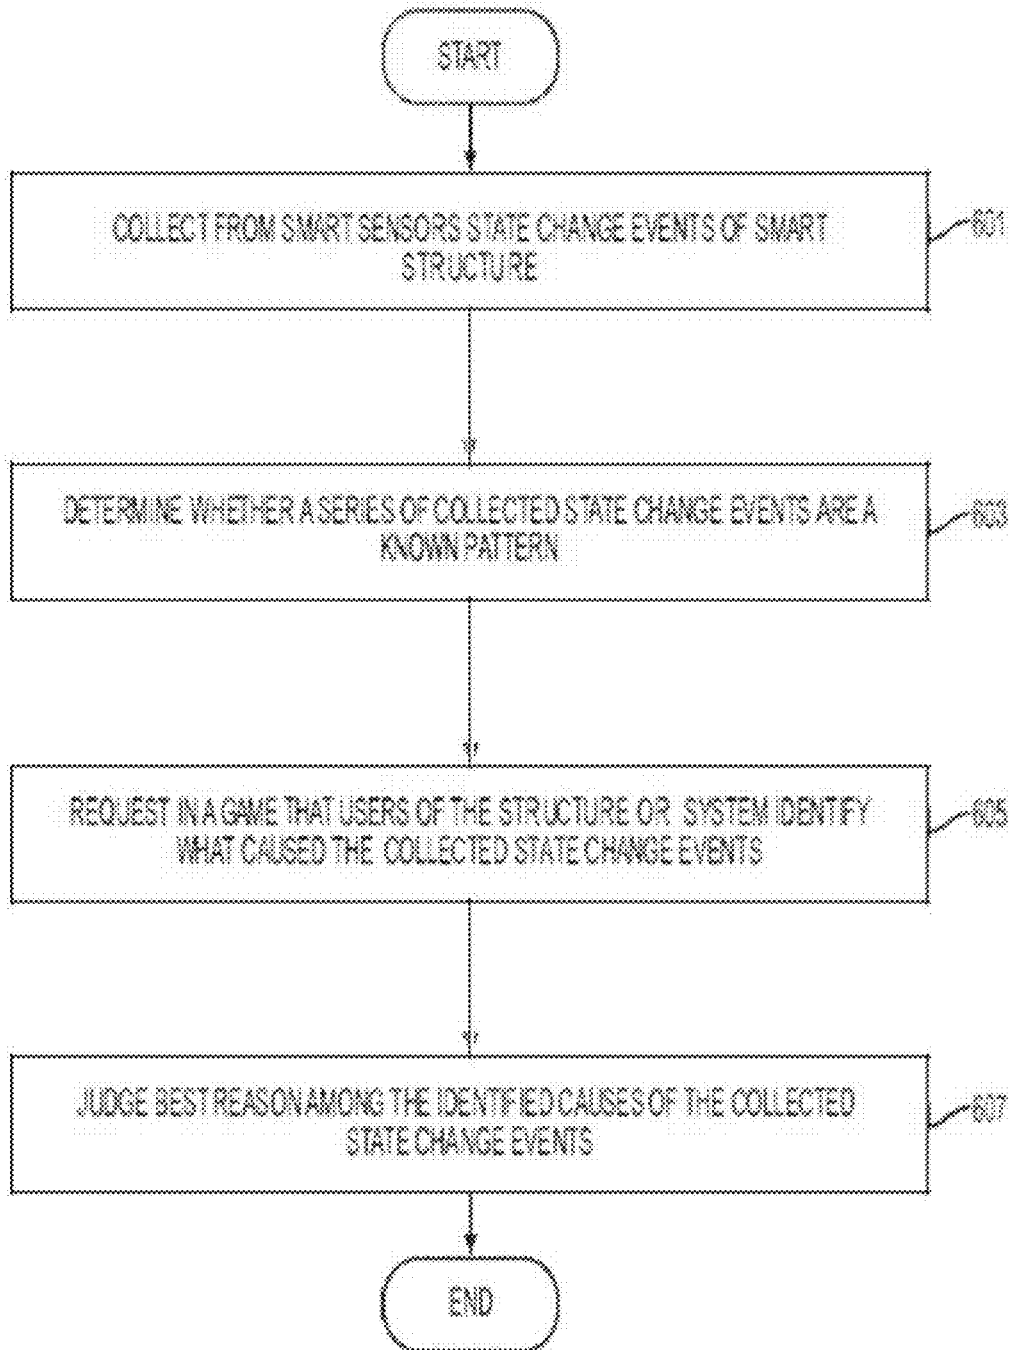 START
COLLECT FROM SMART SENSORS STATE CHANGE EVENTS OF SMART
STRUCTURE
601
DETERMINE WHETHER A SERIES OF COLLECTED STATE CHANGE EVENTS ARE A
KNOWN PATTERN
603
REQUEST IN A GAME THAT USERS OF THE STRUCTURE OR SYSTEM IDENTIFY
WHAT CAUSED THE COLLECTED STATE CHANGE EVENTS
605
JUDGE BEST REASON AMONG THE IDENTIFIED CAUSES OF THE COLLECTED
STATE CHANGE EVENTS
607
END